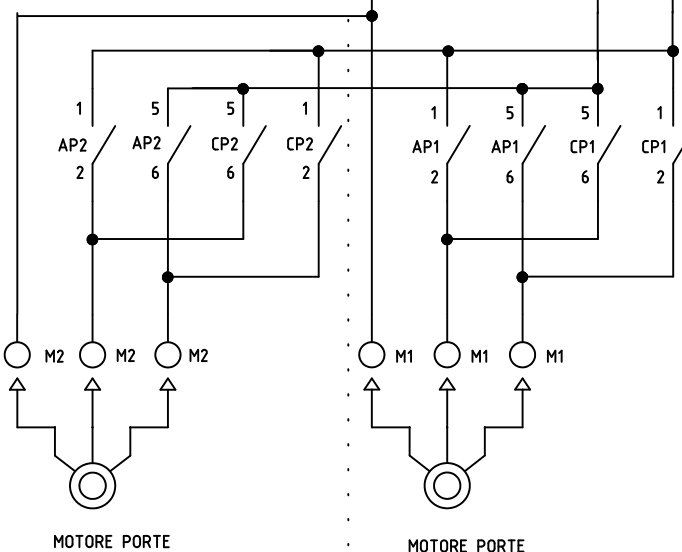 1 5 5 1 1 5 5 1
AP2 AP2 CP2 CP2 AP1 AP1 CP1 CP1
2 6 6 2 2 6 6 2
M2 M2 M2 M1 M1 M1
MOTORE PORTE MOTORE PORTE